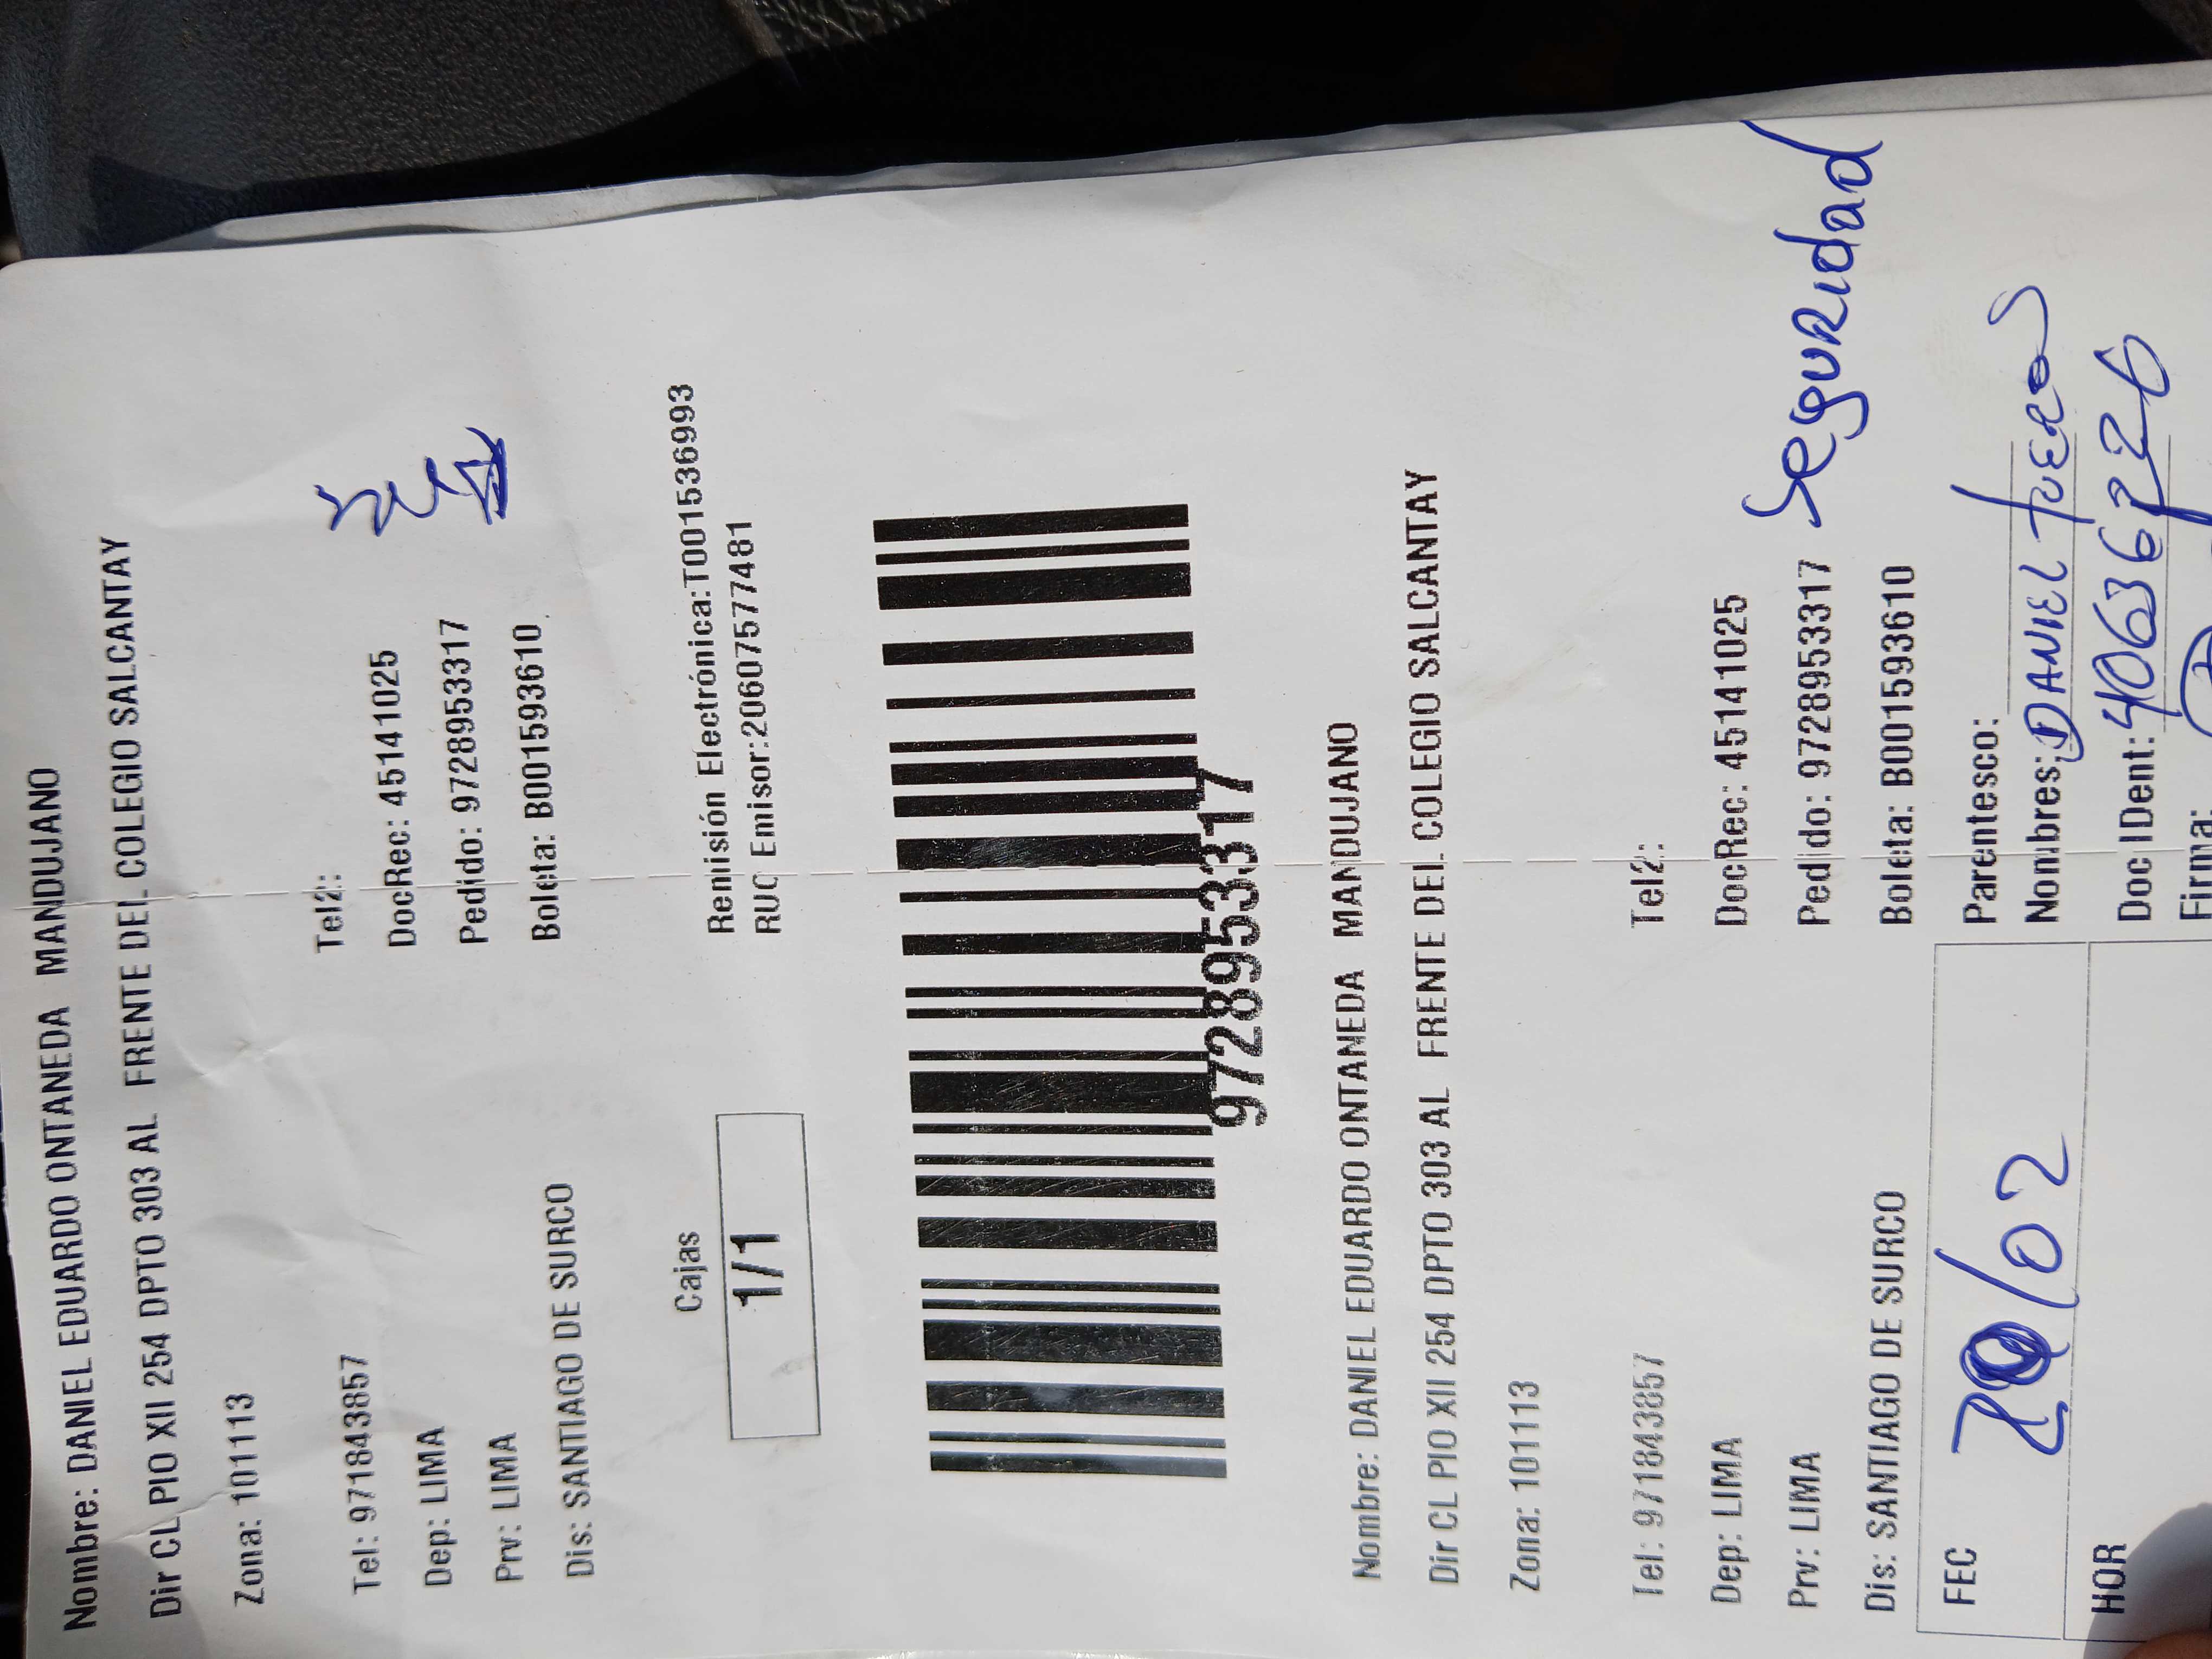 Nombre: DANIEL EDUARDO ONTANEDA MANDUJANO
Dir CL PIO XII 254 DPTO 303 AL FRENTE DEL COLEGIO SALCANTAY
Zona: 101113
Tel: 971843857 Tel2:
Dep: LIMA DocRec: 45141025
Prv: LIMA Pedido: 9728953317
Dis: SANTIAGO DE SURCO Boleta: B001593610
Cajas Remisión Electrónica:T001536993
1/1 RUC Emisor:20607577481
9728953317
Nombre: DANIEL EDUARDO ONTANEDA MANDUJANO
Dir CL PIO XII 254 DPTO 303 AL FRENTE DEL COLEGIO SALCANTAY
Zona: 101113
Tel: 971843857 Tel2:
Dep: LIMA DocRec: 45141025
Prv: LIMA Pedido: 9728953317 Seguridad
Dis: SANTIAGO DE SURCO Boleta: B001593610
FEC 20/02 Parentesco:
Nombres: DANIEL
HOR Doc IDent:
Firma: